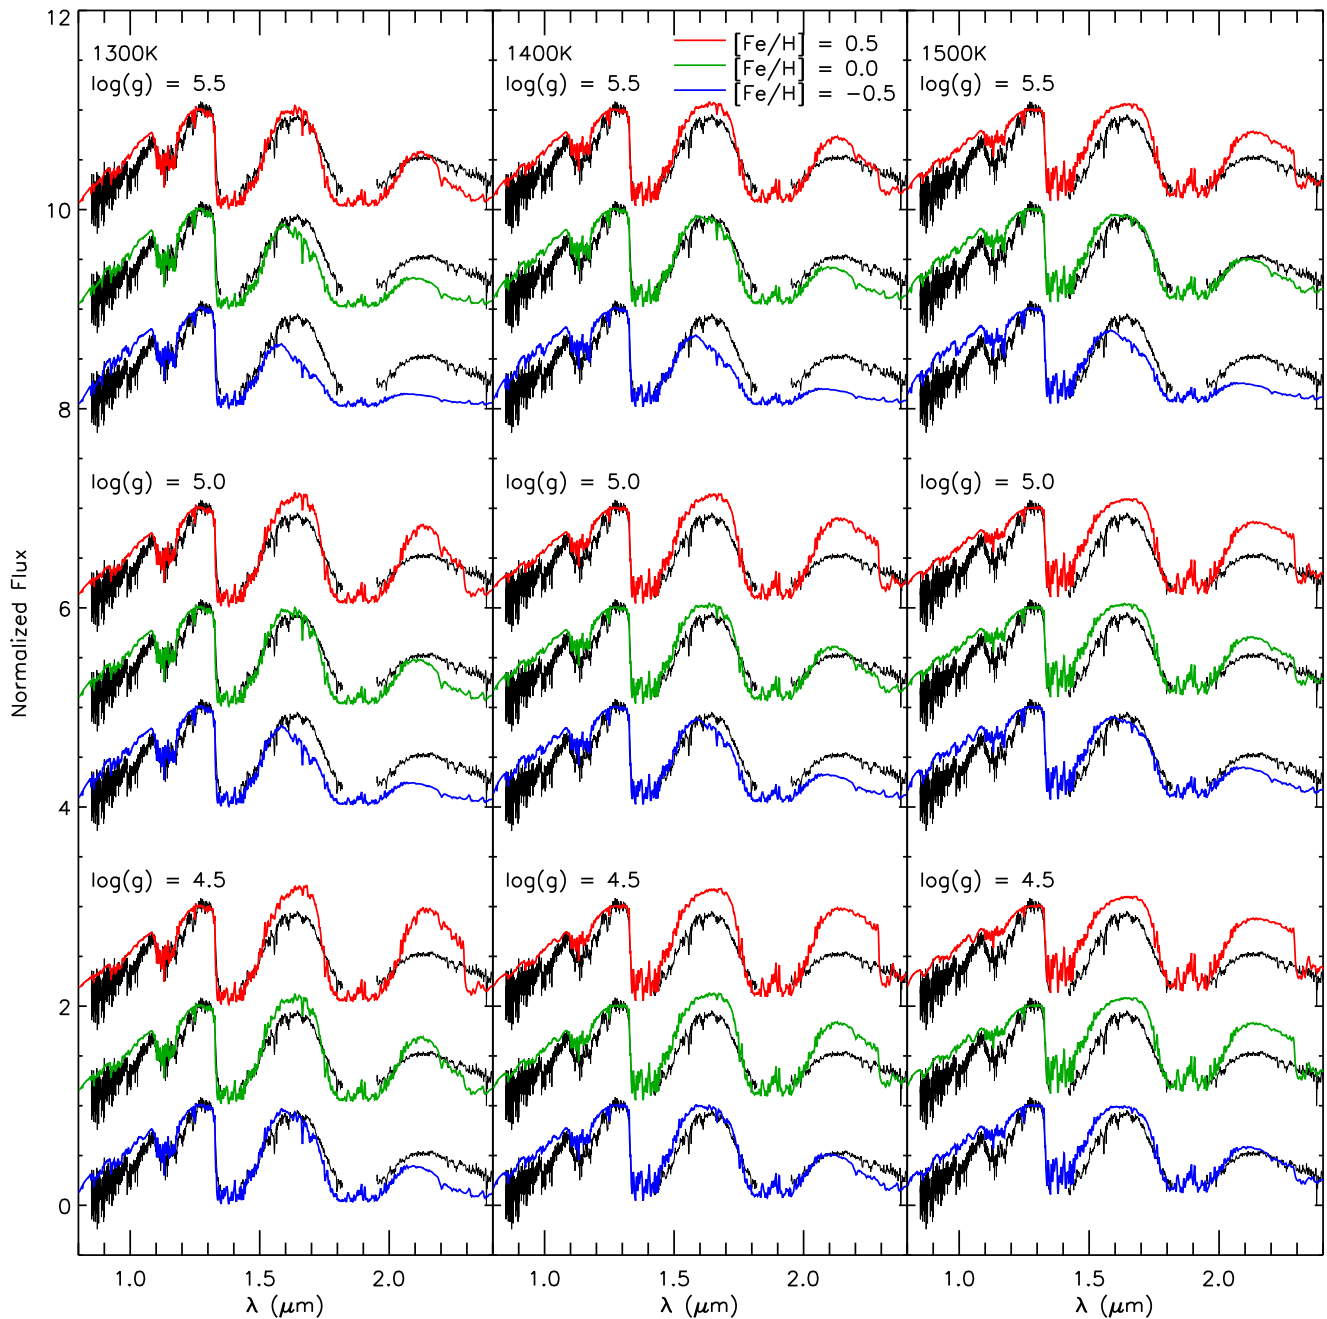 12
1300K
log(g) = 5.5
1400K
log(g) = 5.5
[Fe/H] = 0.5
[Fe/H] = 0.0
[Fe/H] = −0.5
1500K
log(g) = 5.5
10
8
log(g) = 5.0
log(g) = 5.0
log(g) = 5.0
Normalized Flux
6
4
log(g) = 4.5
log(g) = 4.5
log(g) = 4.5
2
0
1.0 1.5 2.0
1.0 1.5 2.0
1.0 1.5 2.0
λ (μm)
λ (μm)
λ (μm)